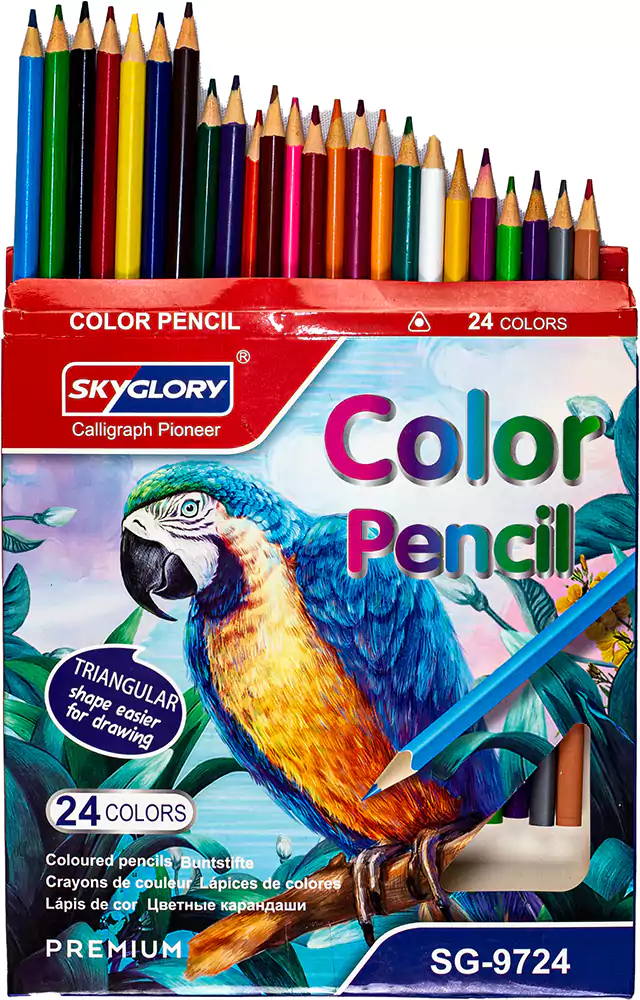 COLOR PENCIL
24 COLORS
SKYGLORY®
Calligraph Pioneer
Color
Pencil
TRIANGULAR
shape easier
for drawing
24 COLORS
Coloured pencils Buntstifte
Crayons de couleur Lápices de colores
Lápis de cor Цветные карандаши
PREMIUM
SG-9724